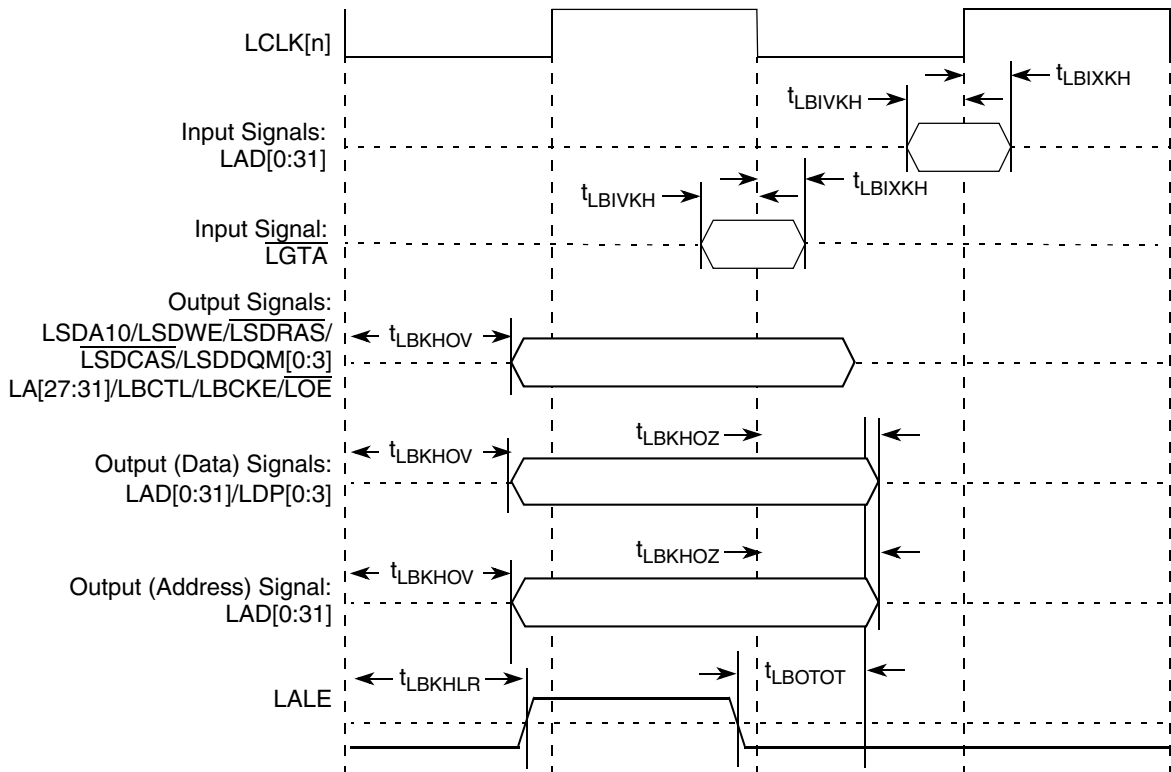 LCLK[n]
tLBIXKH
tLBIVKH
Input Signals:
LAD[0:31]
tLBIXKH
tLBIVKH
Input Signal:
LGTA
Output Signals:
LSDA10/LSDWE/LSDRAS/
LSDCAS/LSDDQM[0:3]
LA[27:31]/LBCTL/LBCKE/LOE
tLBKHOV
tLBKHOZ
tLBKHOV
Output (Data) Signals:
LAD[0:31]/LDP[0:3]
tLBKHOZ
tLBKHOV
Output (Address) Signal:
LAD[0:31]
tLBKHLR
tLBOTOT
LALE